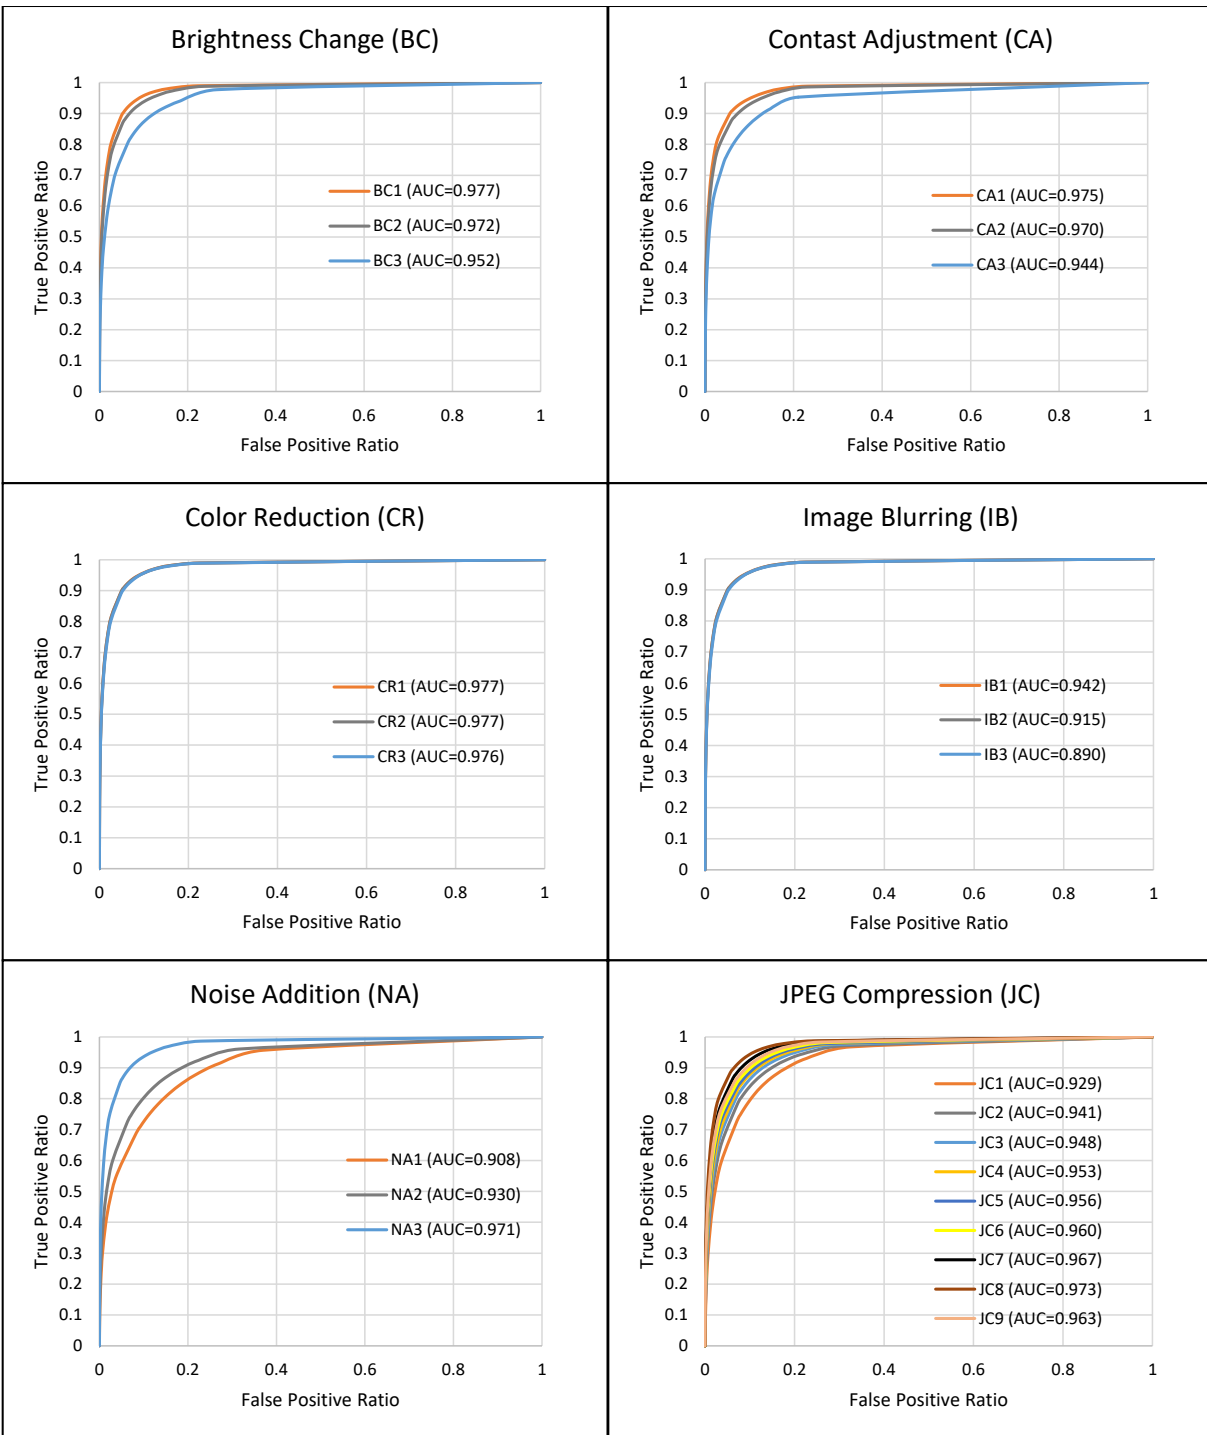 Brightness Change (BC)
True Positive Ratio
1
0.9
0.8
0.7
0.6
0.5
0.4
0.3
0.2
0.1
0
BC1 (AUC=0.977)
BC2 (AUC=0.972)
BC3 (AUC=0.952)
0 0.2 0.4 0.6 0.8 1
False Positive Ratio
Contast Adjustment (CA)
True Positive Ratio
1
0.9
0.8
0.7
0.6
0.5
0.4
0.3
0.2
0.1
0
CA1 (AUC=0.975)
CA2 (AUC=0.970)
CA3 (AUC=0.944)
0 0.2 0.4 0.6 0.8 1
False Positive Ratio
Color Reduction (CR)
True Positive Ratio
1
0.9
0.8
0.7
0.6
0.5
0.4
0.3
0.2
0.1
0
CR1 (AUC=0.977)
CR2 (AUC=0.977)
CR3 (AUC=0.976)
0 0.2 0.4 0.6 0.8 1
False Positive Ratio
Image Blurring (IB)
True Positive Ratio
1
0.9
0.8
0.7
0.6
0.5
0.4
0.3
0.2
0.1
0
IB1 (AUC=0.942)
IB2 (AUC=0.915)
IB3 (AUC=0.890)
0 0.2 0.4 0.6 0.8 1
False Positive Ratio
Noise Addition (NA)
True Positive Ratio
1
0.9
0.8
0.7
0.6
0.5
0.4
0.3
0.2
0.1
0
NA1 (AUC=0.908)
NA2 (AUC=0.930)
NA3 (AUC=0.971)
0 0.2 0.4 0.6 0.8 1
False Positive Ratio
JPEG Compression (JC)
True Positive Ratio
1
0.9
0.8
0.7
0.6
0.5
0.4
0.3
0.2
0.1
0
JC1 (AUC=0.929)
JC2 (AUC=0.941)
JC3 (AUC=0.948)
JC4 (AUC=0.953)
JC5 (AUC=0.956)
JC6 (AUC=0.960)
JC7 (AUC=0.967)
JC8 (AUC=0.973)
JC9 (AUC=0.963)
0 0.2 0.4 0.6 0.8 1
False Positive Ratio